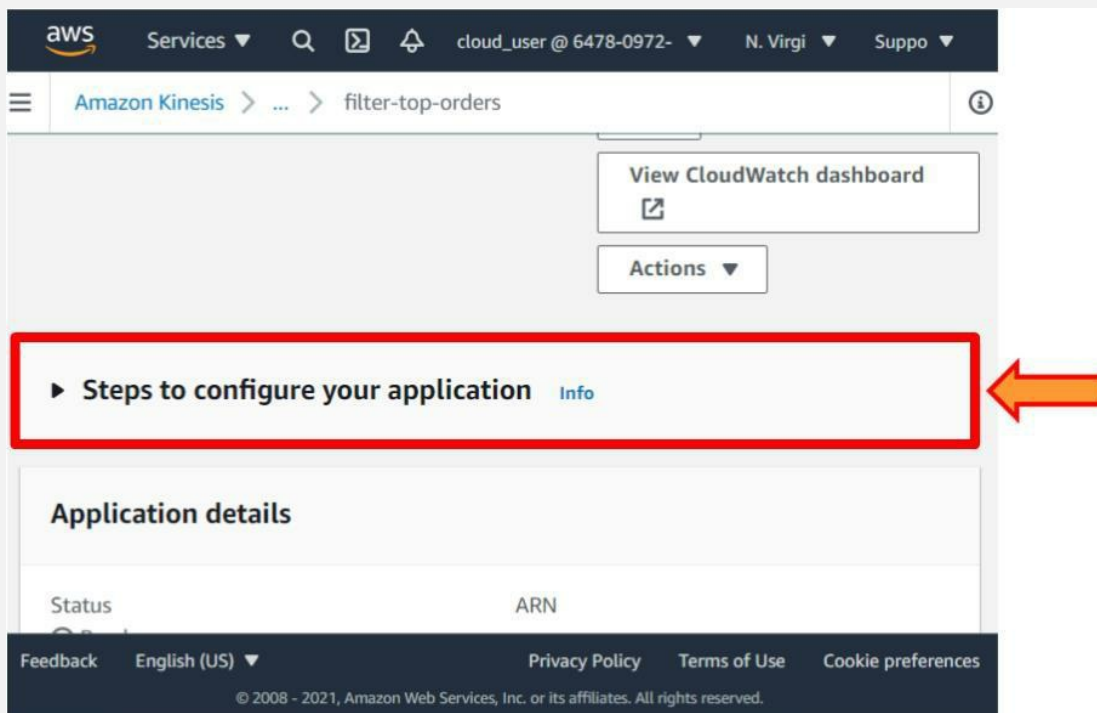 aws Services cloud_user @ 6478-0972- N. Virgi Suppo
Amazon Kinesis > ... > filter-top-orders
View CloudWatch dashboard
Actions
Steps to configure your application Info
Application details
Status ARN
Feedback English (US) Privacy Policy Terms of Use Cookie preferences
© 2008 - 2021, Amazon Web Services, Inc. or its affiliates. All rights reserved.